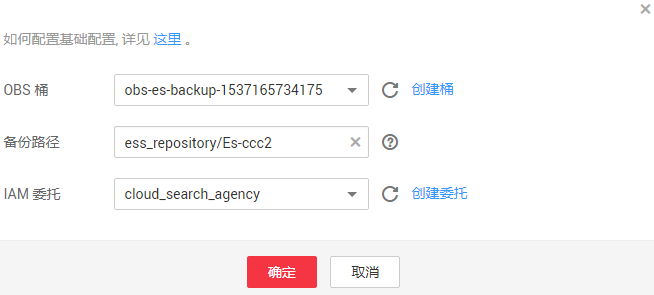 如何配置基础配置, 详见 这里 。
OBS 桶 obs-es-backup-1537165734175 创建桶
备份路径 ess_repository/Es-ccc2
IAM 委托 cloud_search_agency 创建委托
确定 取消